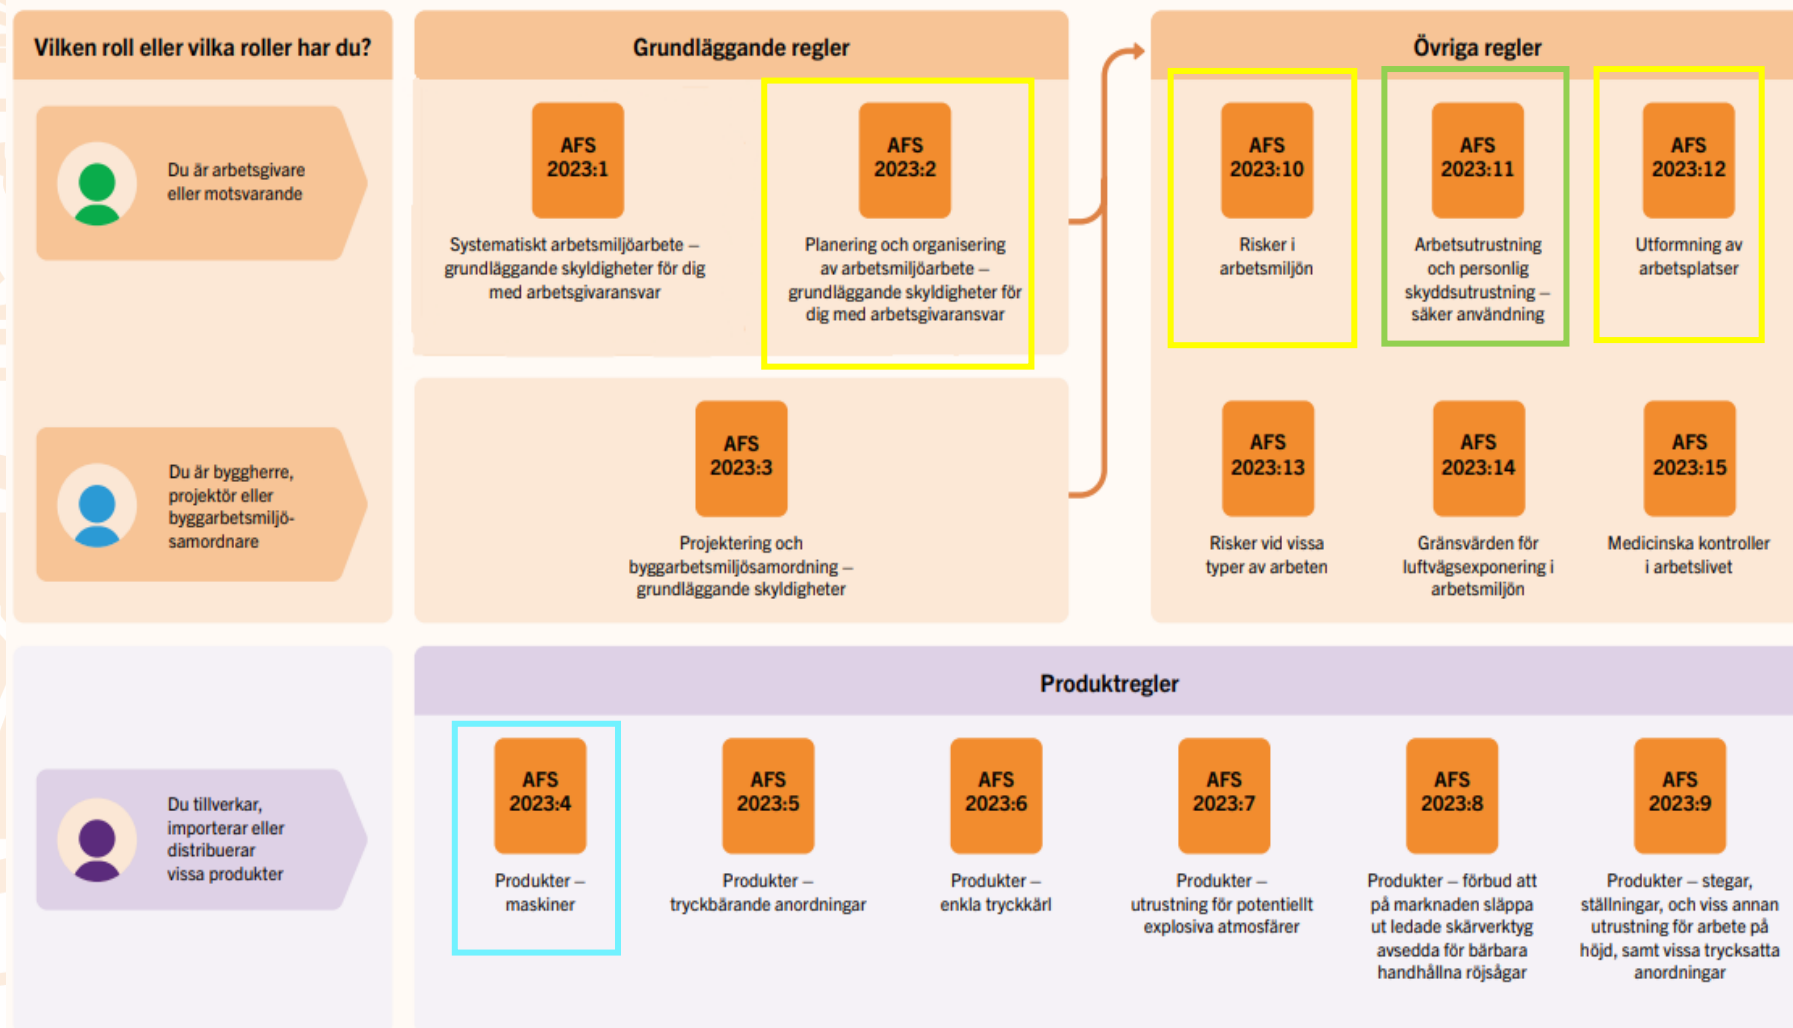 Vilken roll eller vilka roller har du?
Grundläggande regler
Övriga regler
Du är arbetsgivare
eller motsvarande
AFS
2023:1
Systematiskt arbetsmiljöarbete –
grundläggande skyldigheter för dig
med arbetsgivaransvar
AFS
2023:2
Planering och organisering
av arbetsmiljöarbete –
grundläggande skyldigheter för
dig med arbetsgivaransvar
AFS
2023:10
Risker i
arbetsmiljön
AFS
2023:11
Arbetsutrustning
och personlig
skyddsutrustning –
säker användning
AFS
2023:12
Utformning av
arbetsplatser
Du är byggherre,
projektör eller
byggarbetsmiljö-
samordnare
AFS
2023:3
Projektering och
byggarbetsmiljösamordning –
grundläggande skyldigheter
AFS
2023:13
Risker vid vissa
typer av arbeten
AFS
2023:14
Gränsvärden för
luftvägsexponering i
arbetsmiljön
AFS
2023:15
Medicinska kontroller
i arbetslivet
Produktregler
Du tillverkar,
importerar eller
distribuerar
vissa produkter
AFS
2023:4
Produkter –
maskiner
AFS
2023:5
Produkter –
tryckbärande anordningar
AFS
2023:6
Produkter –
enkla tryckkärl
AFS
2023:7
Produkter –
utrustning för potentiellt
explosiva atmosfärer
AFS
2023:8
Produkter – förbud att
på marknaden släppa
ut ledade skärverktyg
avsedda för bärbara
handhållna röjsågar
AFS
2023:9
Produkter – stegar,
ställningar, och viss annan
utrustning för arbete på
höjd, samt vissa trycksatta
anordningar